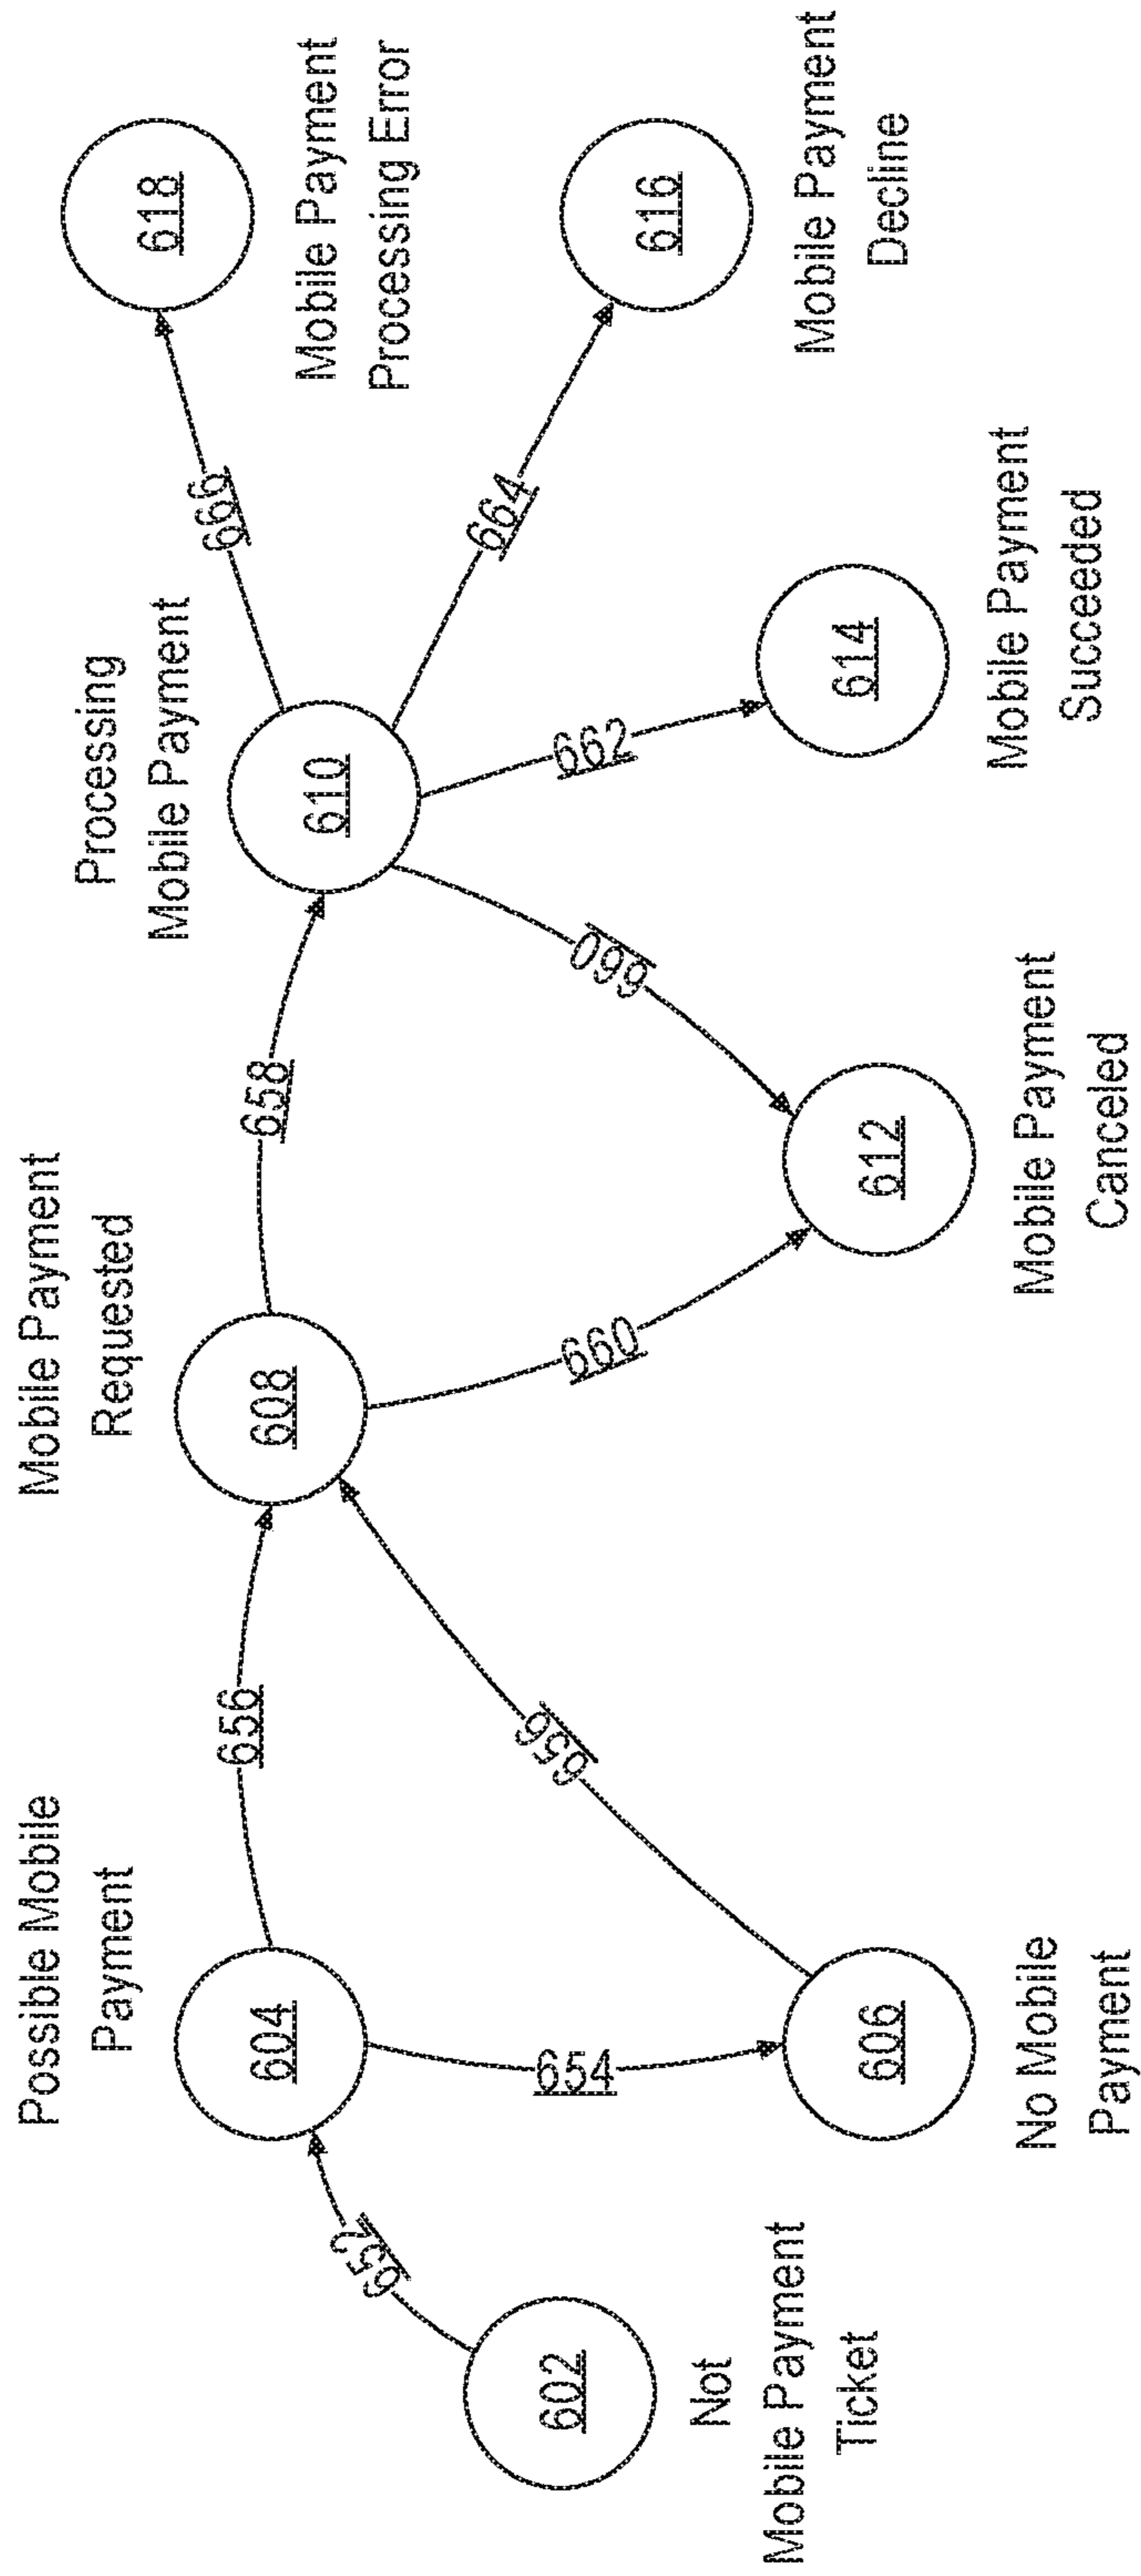 Possible Mobile
Payment
Mobile Payment
Requested
Processing
Mobile Payment
604
656
608
658
610
666
618
Mobile Payment
Processing Error
652
602
Not
Mobile Payment
Ticket
654
656
660
660
662
664
616
Mobile Payment
Decline
606
No Mobile
Payment
612
Mobile Payment
Canceled
614
Mobile Payment
Succeeded